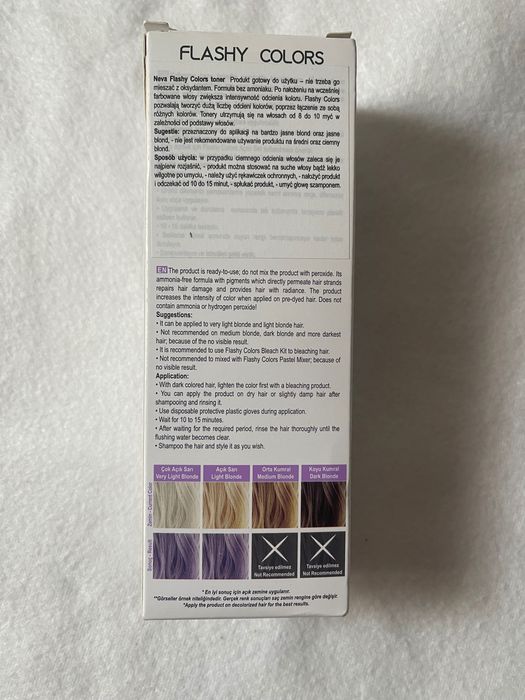 FLASHY COLORS
Neva Flashy Colors toner Produkt gotowy do użytku – nie trzeba go
mieszać z oksydantem. Formuła bez amoniaku. Po nałożeniu na wcześniej
farbowane włosy zwiększa intensywność odcienia koloru. Flashy Colors
pozwalają tworzyć dużą liczbę odcieni kolorów, poprzez łączenie ze sobą
różnych kolorów. Tonery utrzymują się na włosach od 8 do 10 myć w
zależności od podstawy włosów.
Sugestie: przeznaczony do aplikacji na bardzo jasne blond oraz jasne
blond, - nie jest rekomendowane używanie produktu na średni oraz ciemny
blond.
Sposób użycia: w przypadku ciemnego odcienia włosów zaleca się je
najpierw rozjaśnić, - produkt można stosować na suche włosy bądź lekko
wilgotne po umyciu, - należy użyć rękawiczek ochronnych, - nałożyć produkt
i odczekać od 10 do 15 minut, - spłukać produkt, - umyć głowę szamponem.
EN The product is ready-to-use; do not mix the product with peroxide. Its
ammonia-free formula with pigments which directly permeate hair strands
repairs hair damage and provides hair with radiance. The product
increases the intensity of color when applied on pre-dyed hair. Does not
contain ammonia or hydrogen peroxide!
Suggestions:
• It can be applied to very light blonde and light blonde hair.
• Not recommended on medium blonde, dark blonde and more darkest
hair; because of the no visible result.
• It is recommended to use Flashy Colors Bleach Kit to bleaching hair.
• Not recommended to mixed with Flashy Colors Pastel Mixer; because of
no visible result.
Application:
• With dark colored hair, lighten the color first with a bleaching product.
• You can apply the product on dry hair or slightly damp hair after
shampooing and rinsing it.
• Use disposable protective plastic gloves during application.
• Wait for 10 to 15 minutes.
• After waiting for the required period, rinse the hair thoroughly until the
flushing water becomes clear.
• Shampoo the hair and style it as you wish.
Çok Açık Sarı
Very Light Blonde
Açık Sarı
Light Blonde
Orta Kumral
Medium Blonde
Koyu Kumral
Dark Blonde
Zemin - Current Color
Sonuç - Result
Tavsiye edilmez
Not Recommended
Tavsiye edilmez
Not Recommended
* En iyi sonuç için açık zemine uygulanır.
**Görseller örnek niteliğindedir. Gerçek renk sonuçları saç zemin rengine göre değişir.
*Apply the product on decolorized hair for the best results.